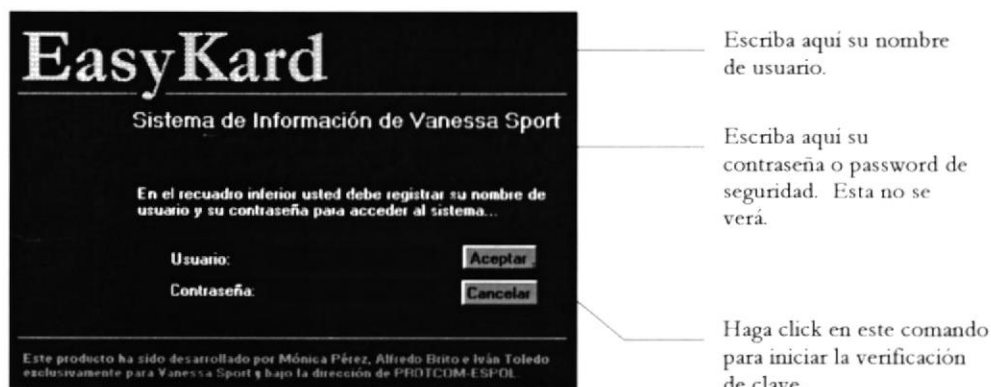 EasyKard
Sistema de Información de Vanessa Sport
En el recuadro inferior usted debe registrar su nombre de
usuario y su contraseña para acceder al sistema...
Usuario:
Aceptar
Contraseña:
Cancelar
Este producto ha sido desarrollado por Mónica Pérez, Alfredo Brito e Iván Toledo
exclusivamente para Vanessa Sport y bajo la dirección de PROTCOM-ESPOL.
Escriba aquí su nombre
de usuario.
Escriba aquí su
contraseña o password de
seguridad. Esta no se
verá.
Haga click en este comando
para iniciar la verificación
de clave